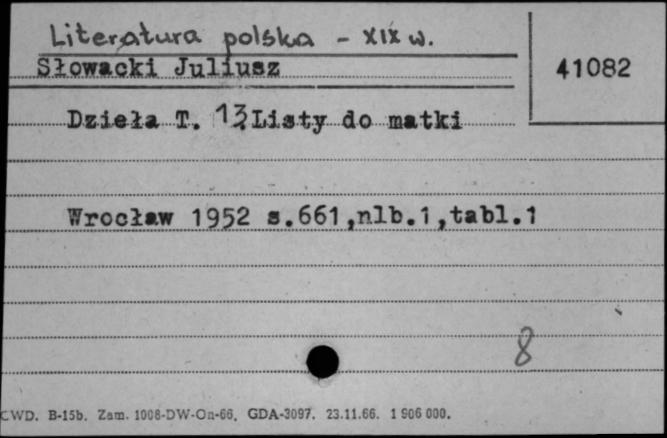 Literatura polska - XIX w.
Słowacki Juliusz
41082
Dzieła T. 13. Listy do matki
Wrocław 1952 s.661,nlb.1,tabl.1
8
CWD. B-15b. Zam. 1008-DW-On-66. GDA-3097. 23.11.66. 1 906 000.